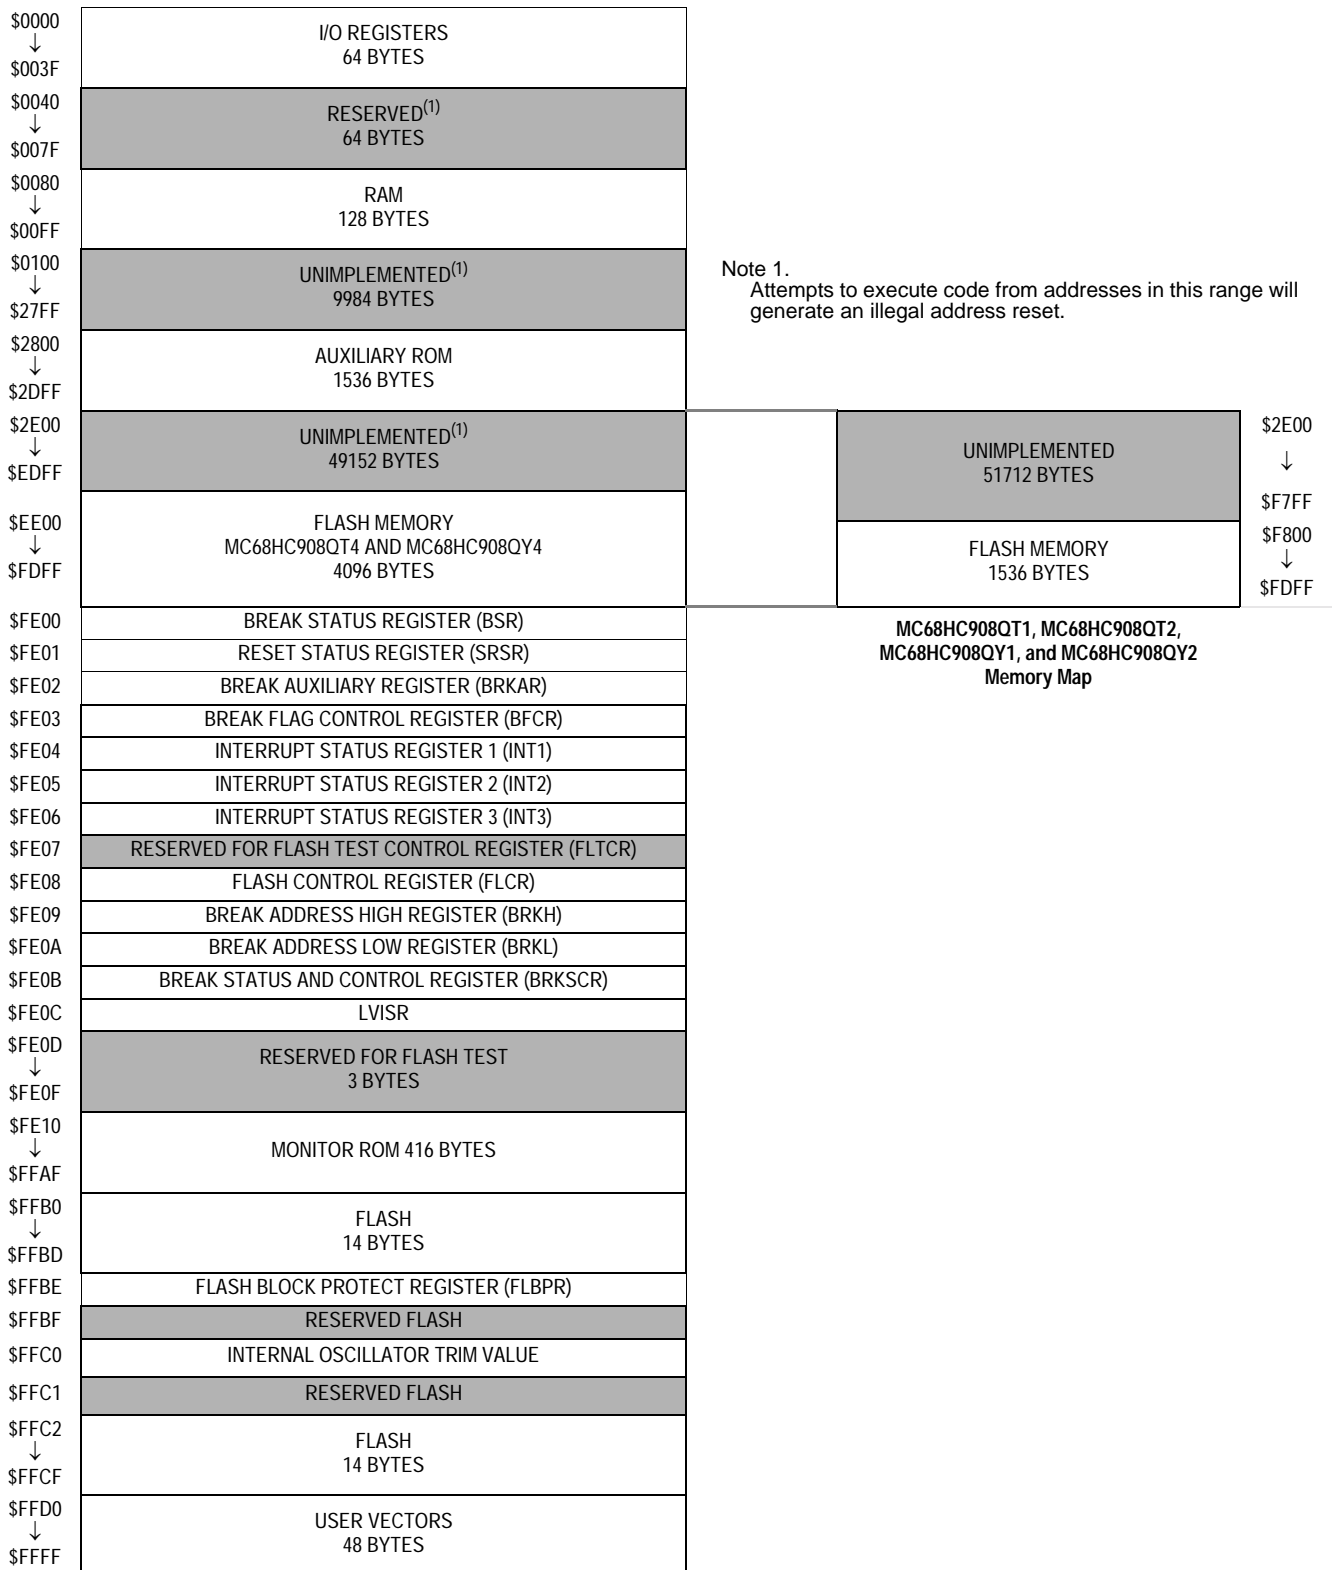 $0000
↓
$003F
I/O REGISTERS
64 BYTES
$0040
↓
$007F
RESERVED(1)
64 BYTES
$0080
↓
$00FF
RAM
128 BYTES
$0100
↓
$27FF
UNIMPLEMENTED(1)
9984 BYTES
Note 1.
Attempts to execute code from addresses in this range will
generate an illegal address reset.
$2800
↓
$2DFF
AUXILIARY ROM
1536 BYTES
$2E00
↓
$EDFF
UNIMPLEMENTED(1)
49152 BYTES
UNIMPLEMENTED
51712 BYTES
$2E00
↓
$F7FF
$EE00
↓
$FDFF
FLASH MEMORY
MC68HC908QT4 AND MC68HC908QY4
4096 BYTES
FLASH MEMORY
1536 BYTES
$F800
↓
$FDFF
MC68HC908QT1, MC68HC908QT2,
MC68HC908QY1, and MC68HC908QY2
Memory Map
$FE00 BREAK STATUS REGISTER (BSR)
$FE01 RESET STATUS REGISTER (SRSR)
$FE02 BREAK AUXILIARY REGISTER (BRKAR)
$FE03 BREAK FLAG CONTROL REGISTER (BFCR)
$FE04 INTERRUPT STATUS REGISTER 1 (INT1)
$FE05 INTERRUPT STATUS REGISTER 2 (INT2)
$FE06 INTERRUPT STATUS REGISTER 3 (INT3)
$FE07 RESERVED FOR FLASH TEST CONTROL REGISTER (FLTCR)
$FE08 FLASH CONTROL REGISTER (FLCR)
$FE09 BREAK ADDRESS HIGH REGISTER (BRKH)
$FE0A BREAK ADDRESS LOW REGISTER (BRKL)
$FE0B BREAK STATUS AND CONTROL REGISTER (BRKSCR)
$FE0C LVISR
$FE0D
↓
$FE0F
RESERVED FOR FLASH TEST
3 BYTES
$FE10
↓
$FFAF
MONITOR ROM 416 BYTES
$FFB0
↓
$FFBD
FLASH
14 BYTES
$FFBE FLASH BLOCK PROTECT REGISTER (FLBPR)
$FFBF RESERVED FLASH
$FFC0 INTERNAL OSCILLATOR TRIM VALUE
$FFC1 RESERVED FLASH
$FFC2
↓
$FFCF
FLASH
14 BYTES
$FFD0
↓
$FFFF
USER VECTORS
48 BYTES